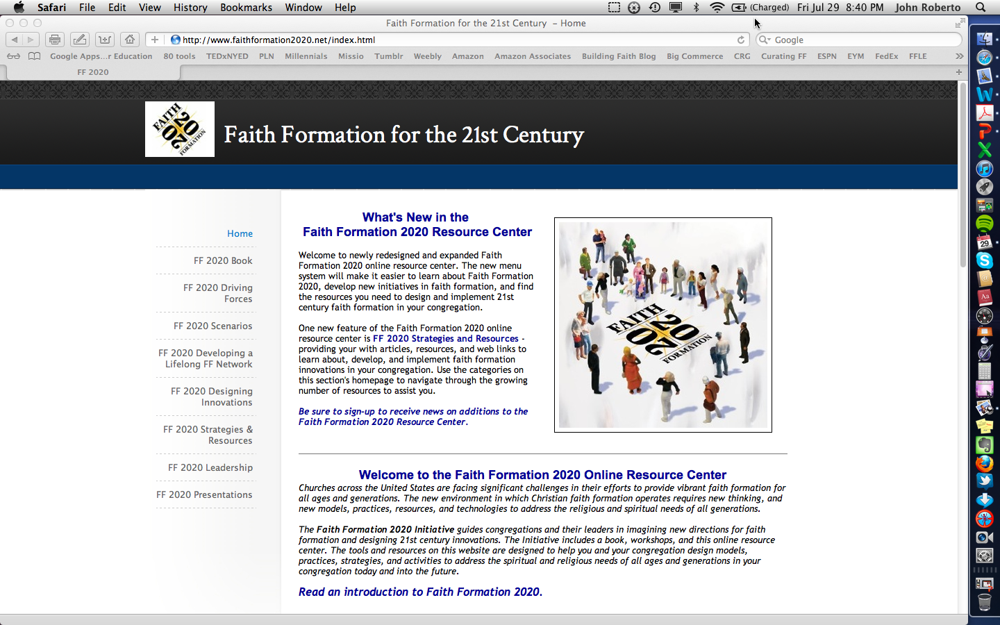 Safari File Edit View History Bookmarks Window Help (Charged) Fri Jul 29 8:40 PM John Roberto
Faith Formation for the 21st Century – Home
http://www.faithformation2020.net/index.html Google
Google Apps...r Education 80 tools TEDxNYED PLN Millennials Missio Tumblr Weebly Amazon Amazon Associates Building Faith Blog Big Commerce CRG Curating FF ESPN EYM FedEx FFLE
FF 2020
FAITH
2020
FORMATION
Faith Formation for the 21st Century
Home
FF 2020 Book
FF 2020 Driving
Forces
FF 2020 Scenarios
FF 2020 Developing a
Lifelong FF Network
FF 2020 Designing
Innovations
FF 2020 Strategies &
Resources
FF 2020 Leadership
FF 2020 Presentations
What's New in the
Faith Formation 2020 Resource Center
Welcome to newly redesigned and expanded Faith
Formation 2020 online resource center. The new menu
system will make it easier to learn about Faith Formation
2020, develop new initiatives in faith formation, and find
the resources you need to design and implement 21st
century faith formation in your congregation.
One new feature of the Faith Formation 2020 online
resource center is FF 2020 Strategies and Resources -
providing your with articles, resources, and web links to
learn about, develop, and implement faith formation
innovations in your congregation. Use the categories on
this section's homepage to navigate through the growing
number of resources to assist you.
Be sure to sign-up to receive news on additions to the
Faith Formation 2020 Resource Center.
FAITH
2020
FORMATION
Welcome to the Faith Formation 2020 Online Resource Center
Churches across the United States are facing significant challenges in their efforts to provide vibrant faith formation for
all ages and generations. The new environment in which Christian faith formation operates requires new thinking, and
new models, practices, resources, and technologies to address the religious and spiritual needs of all generations.
The Faith Formation 2020 Initiative guides congregations and their leaders in imagining new directions for faith
formation and designing 21st century innovations. The Initiative includes a book, workshops, and this online resource
center. The tools and resources on this website are designed to help you and your congregation design models,
practices, strategies, and activities to address the spiritual and religious needs of all ages and generations in your
congregation today and into the future.
Read an introduction to Faith Formation 2020.
29
Aa